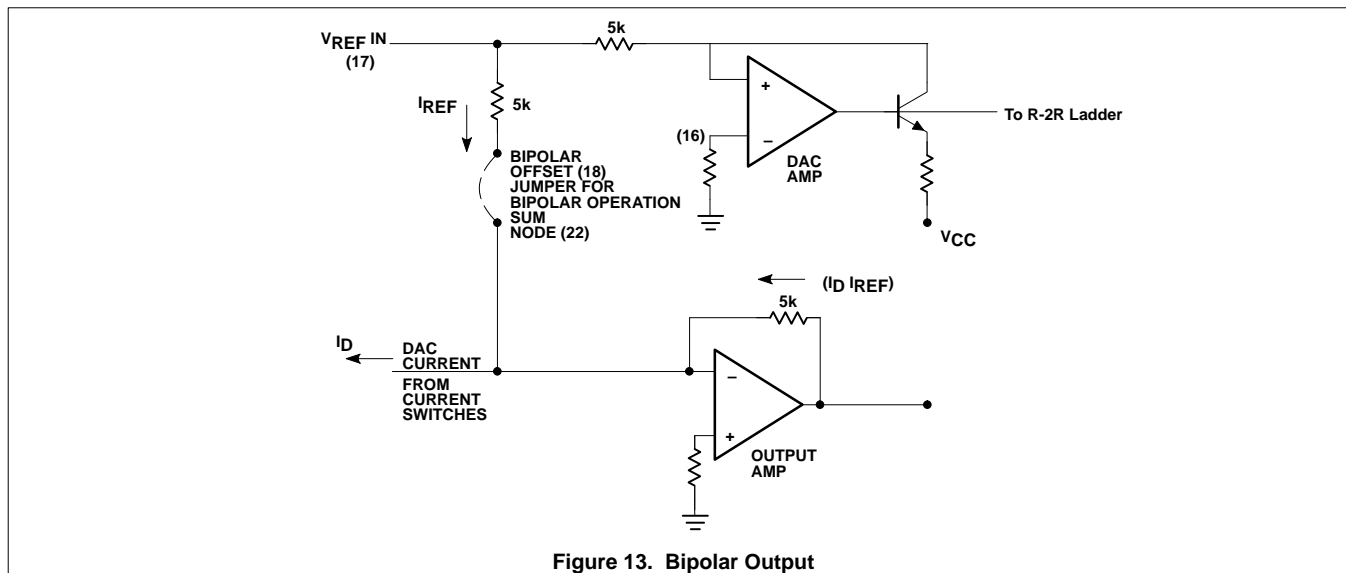 VREF IN
(17)
5k
IREF
5k
BIPOLAR
OFFSET (18)
JUMPER FOR
BIPOLAR OPERATION
SUM
NODE (22)
(16)
+
−
DAC
AMP
To R-2R Ladder
VCC
(ID IREF)
5k
ID
DAC
CURRENT
FROM
CURRENT
SWITCHES
−
+
OUTPUT
AMP
Figure 13. Bipolar Output